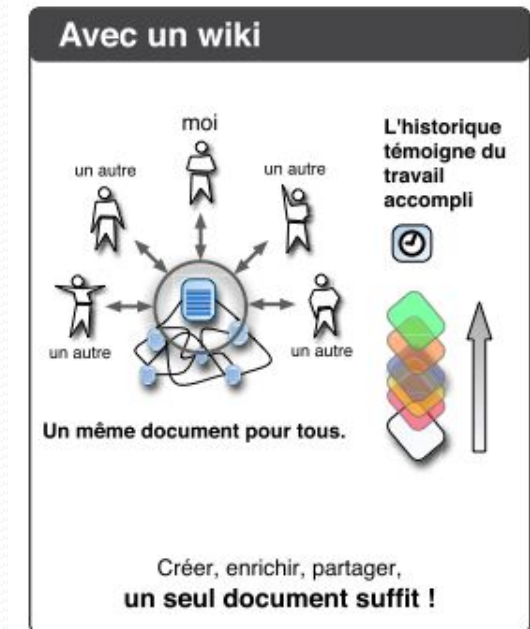 Avec un wiki
moi
un autre
un autre
un autre
un autre
L'historique
témoigne du
travail
accompli
Un même document pour tous.
Créer, enrichir, partager,
un seul document suffit !